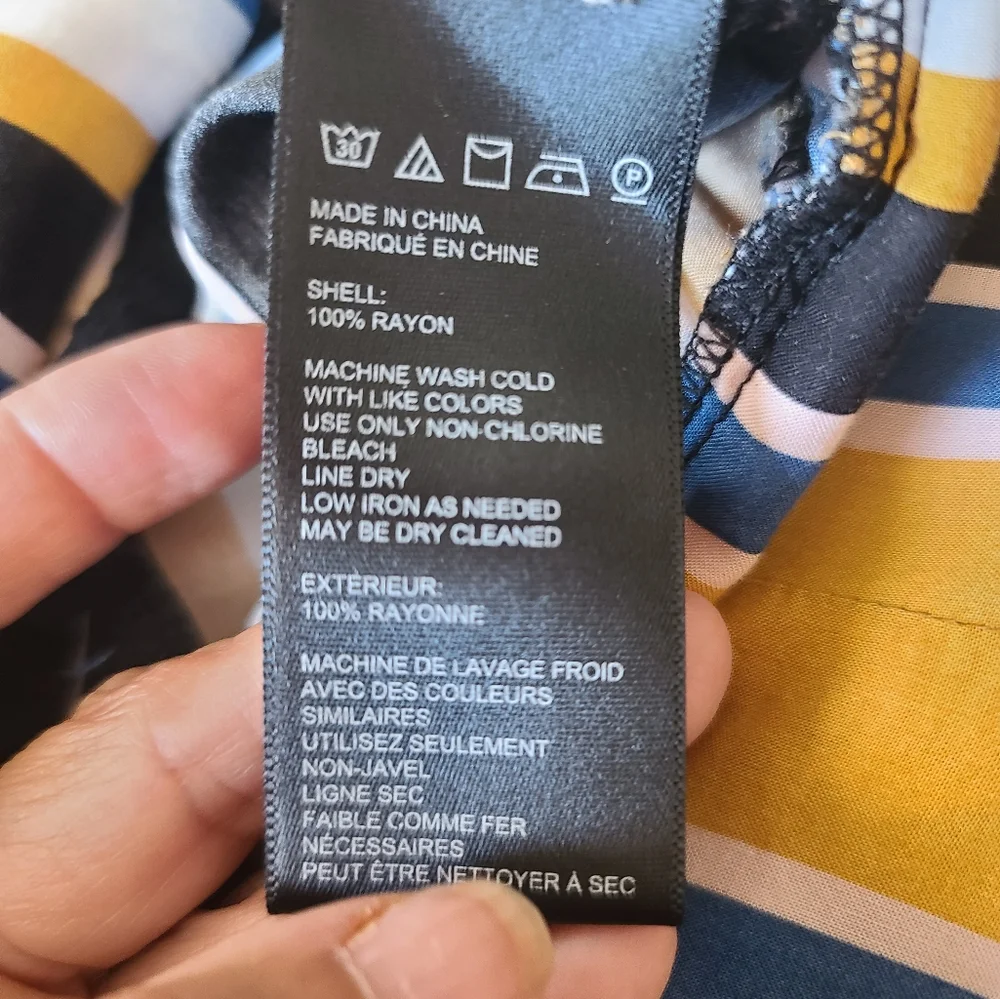 30
P
MADE IN CHINA
FABRIQUÉ EN CHINE
SHELL:
100% RAYON
MACHINE WASH COLD
WITH LIKE COLORS
USE ONLY NON-CHLORINE
BLEACH
LINE DRY
LOW IRON AS NEEDED
MAY BE DRY CLEANED
EXTÉRIEUR:
100% RAYONNE
MACHINE DE LAVAGE FROID
AVEC DES COULEURS
SIMILAIRES
UTILISEZ SEULEMENT
NON-JAVEL
LIGNE SEC
FAIBLE COMME FER
NÉCESSAIRES
PEUT ÊTRE NETTOYER À SEC